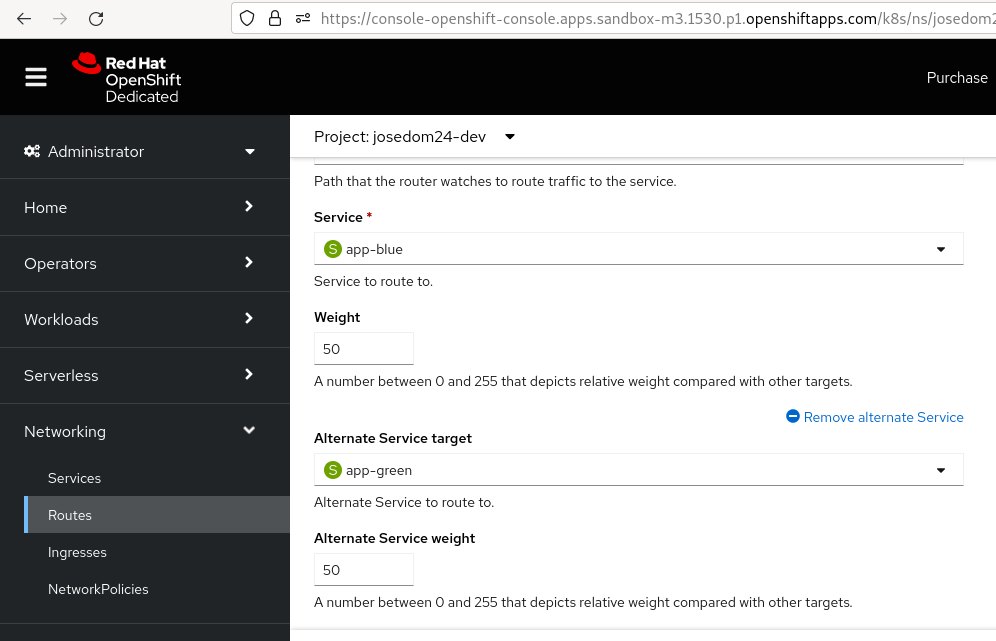 https://console-openshift-console.apps.sandbox-m3.1530.p1.openshiftapps.com/k8s/ns/josedom2
Red Hat
OpenShift
Dedicated
Purchase
Administrator
Home
Operators
Workloads
Serverless
Networking
Services
Routes
Ingresses
NetworkPolicies
Project: josedom24-dev
Path that the router watches to route traffic to the service.
Service *
S app-blue
Service to route to.
Weight
50
A number between 0 and 255 that depicts relative weight compared with other targets.
Remove alternate Service
Alternate Service target
S app-green
Alternate Service to route to.
Alternate Service weight
50
A number between 0 and 255 that depicts relative weight compared with other targets.